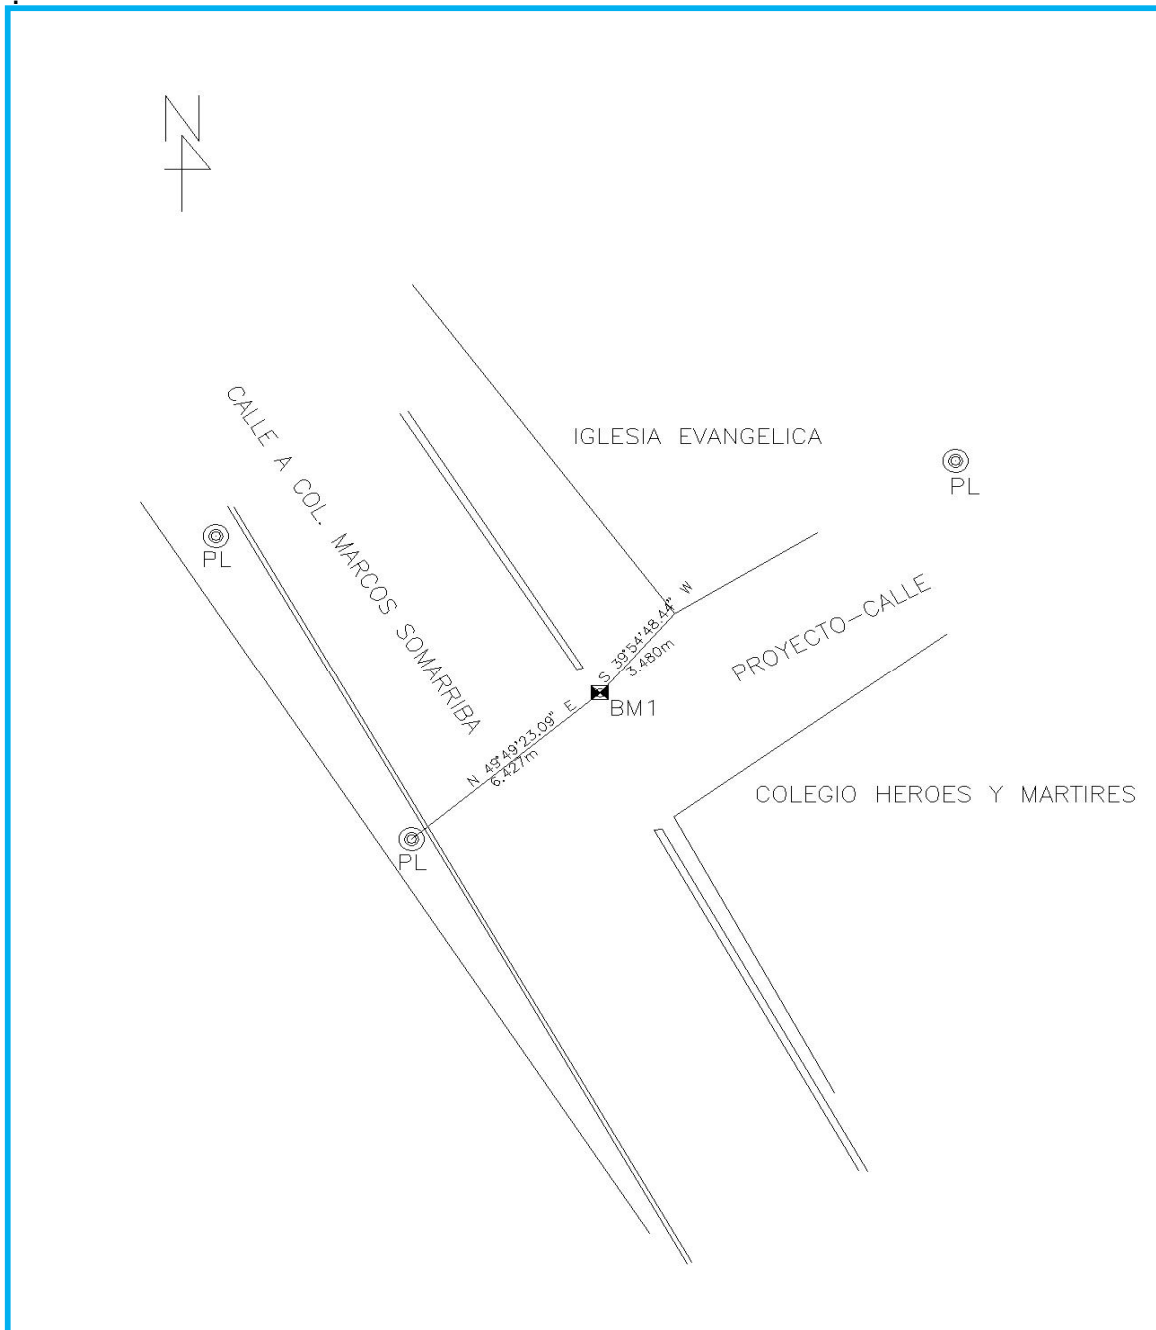 N
CALLE A COL. MARCOS SOMARRIBA
IGLESIA EVANGELICA
PL
PL
S 39°54'48.44" W
3.480m
PROYECTO-CALLE
BM1
N 49°49'23.09" E
6.427m
COLEGIO HEROES Y MARTIRES
PL